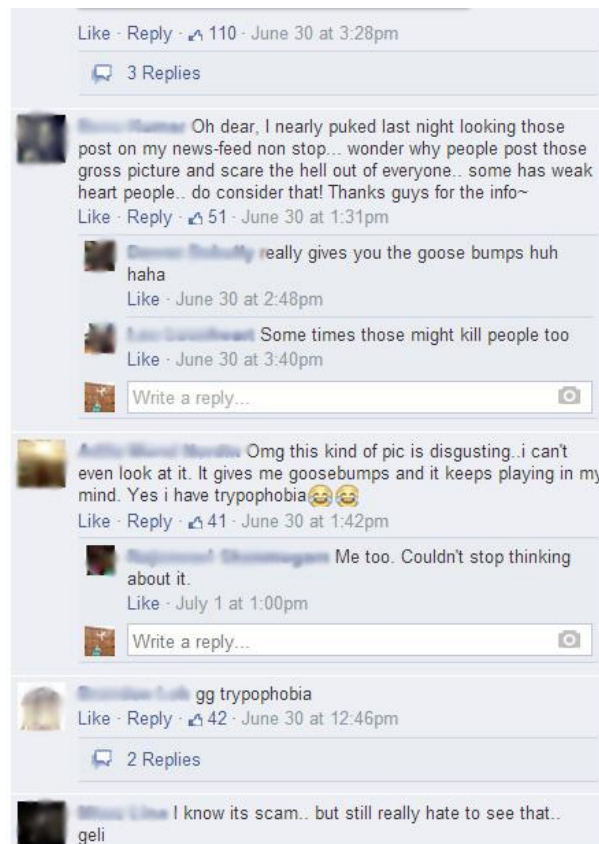 Like · Reply · 110 · June 30 at 3:28pm
3 Replies
Oh dear, I nearly puked last night looking those
post on my news-feed non stop... wonder why people post those
gross picture and scare the hell out of everyone.. some has weak
heart people.. do consider that! Thanks guys for the info~
Like · Reply · 51 · June 30 at 1:31pm
really gives you the goose bumps huh
haha
Like · June 30 at 2:48pm
Some times those might kill people too
Like · June 30 at 3:40pm
Write a reply...
Omg this kind of pic is disgusting..i can't
even look at it. It gives me goosebumps and it keeps playing in my
mind. Yes i have trypophobia😂😂
Like · Reply · 41 · June 30 at 1:42pm
Me too. Couldn't stop thinking
about it.
Like · July 1 at 1:00pm
Write a reply...
gg trypophobia
Like · Reply · 42 · June 30 at 12:46pm
2 Replies
I know its scam.. but still really hate to see that..
geli